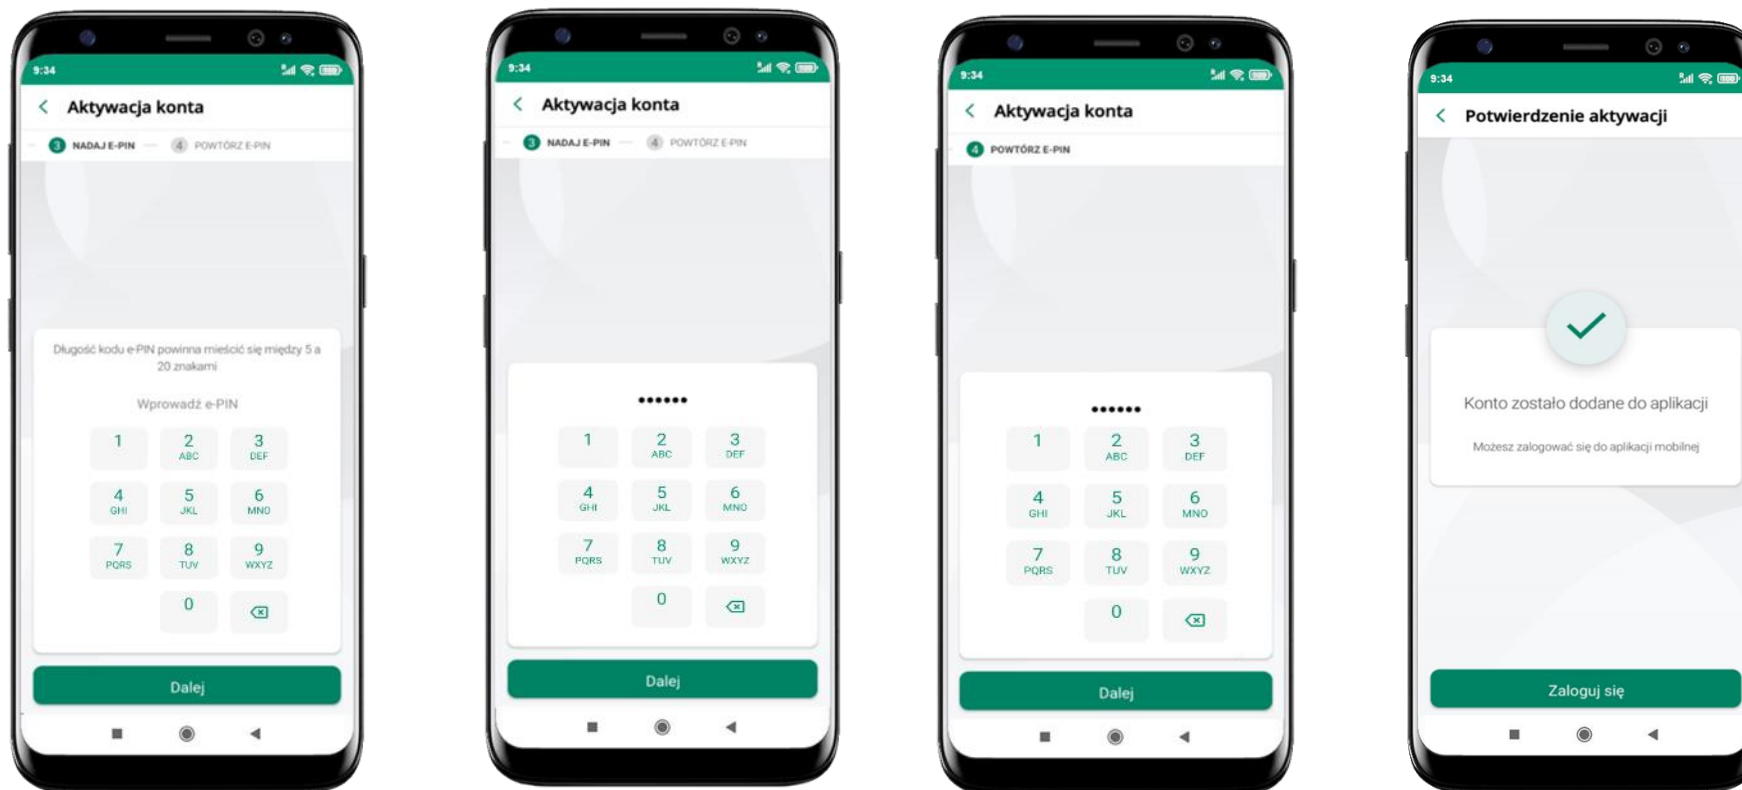 9:34
Aktywacja konta
3 NADAJ E-PIN
4 POWTÓRZ E-PIN
Długość kodu e-PIN powinna mieścić się między 5 a
20 znakami
Wprowadź e-PIN
1 2 3
ABC DEF
4 5 6
GHI JKL MNO
7 8 9
PQRS TUV WXYZ
0
Dalej
9:34
Aktywacja konta
3 NADAJ E-PIN
4 POWTÓRZ E-PIN
••••••
1 2 3
ABC DEF
4 5 6
GHI JKL MNO
7 8 9
PQRS TUV WXYZ
0
Dalej
9:34
Aktywacja konta
4 POWTÓRZ E-PIN
••••••
1 2 3
ABC DEF
4 5 6
GHI JKL MNO
7 8 9
PQRS TUV WXYZ
0
Dalej
9:34
Potwierdzenie aktywacji
Konto zostało dodane do aplikacji
Możesz zalogować się do aplikacji mobilnej
Zaloguj się